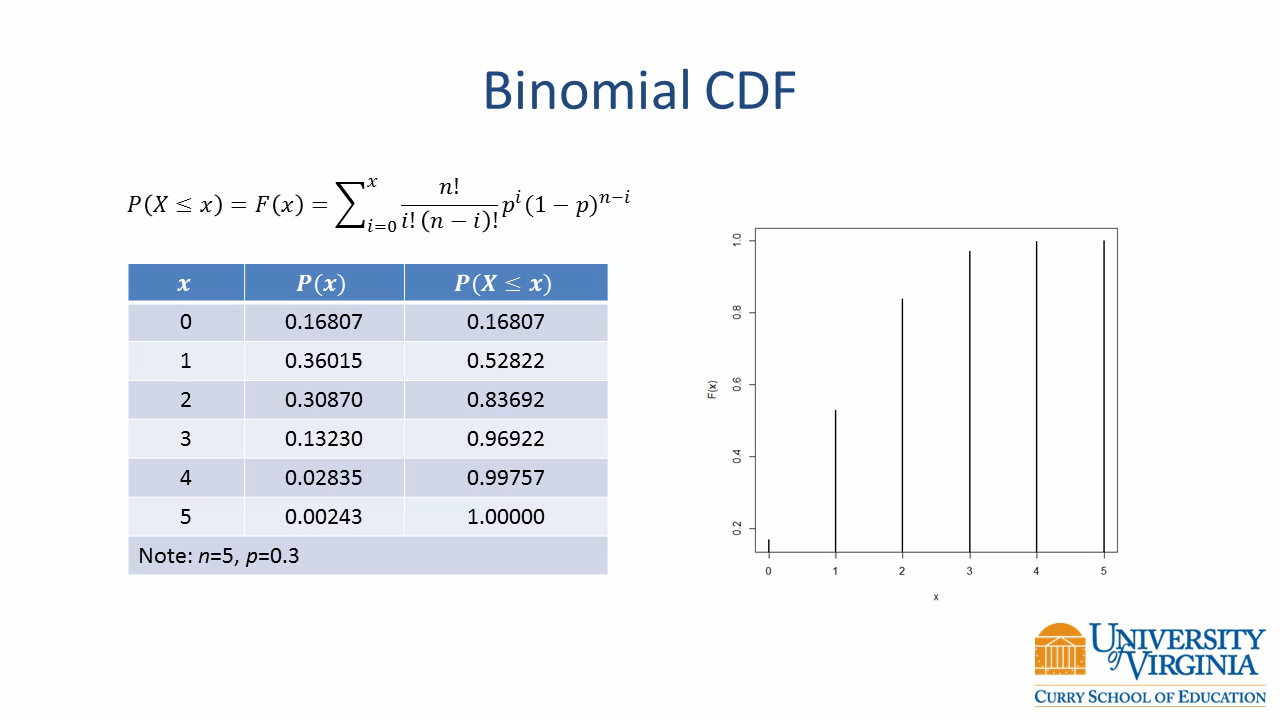 Binomial CDF
𝑃(𝑋 ≤ 𝑥) = 𝐹(𝑥) = ∑_{𝑖=0}^{𝑥} 𝑛!/(𝑖! (𝑛 − 𝑖)!) 𝑝^𝑖 (1 − 𝑝)^{𝑛−𝑖}
𝒙 𝑷(𝒙) 𝑷(𝑿 ≤ 𝒙)
0 0.16807 0.16807
1 0.36015 0.52822
2 0.30870 0.83692
3 0.13230 0.96922
4 0.02835 0.99757
5 0.00243 1.00000
Note: n=5, p=0.3
F(x)
1.0
0.8
0.6
0.4
0.2
0 1 2 3 4 5
x
UNIVERSITY
of VIRGINIA
CURRY SCHOOL OF EDUCATION